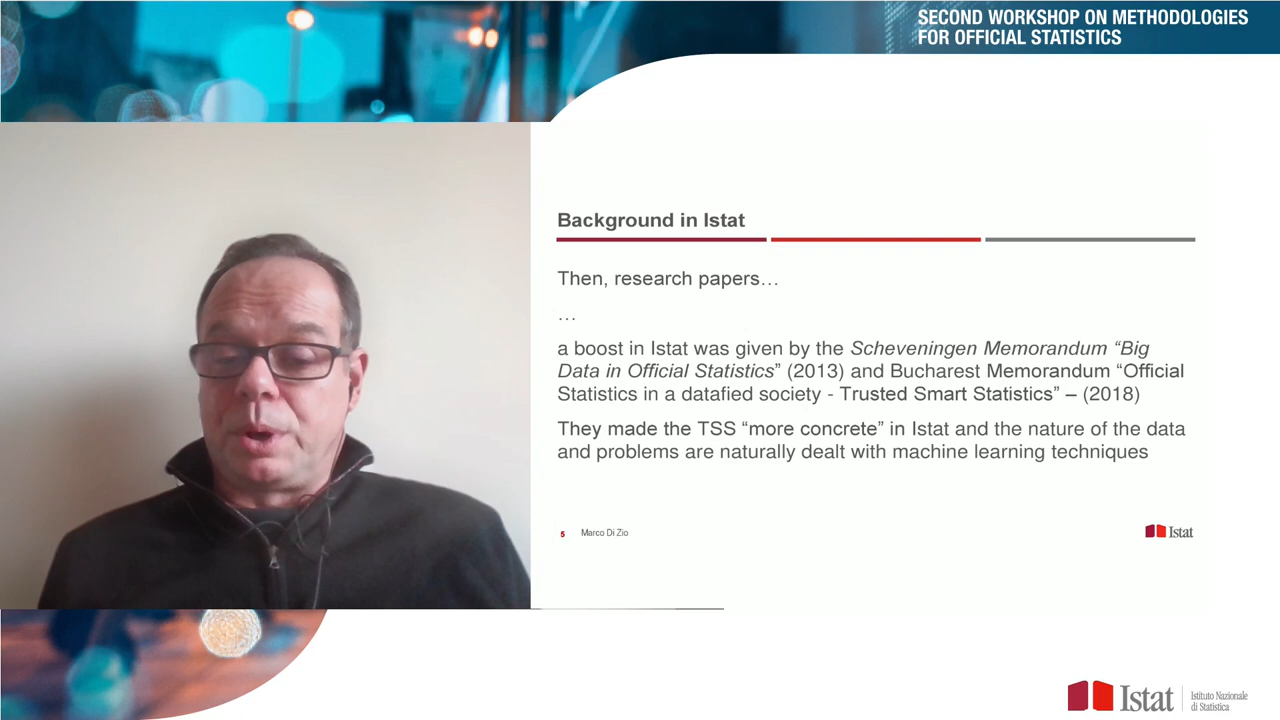 SECOND WORKSHOP ON METHODOLOGIES
FOR OFFICIAL STATISTICS
Background in Istat
Then, research papers…
…
a boost in Istat was given by the Scheveningen Memorandum “Big
Data in Official Statistics” (2013) and Bucharest Memorandum “Official
Statistics in a datafied society - Trusted Smart Statistics” – (2018)
They made the TSS “more concrete” in Istat and the nature of the data
and problems are naturally dealt with machine learning techniques
5 Marco Di Zio
Istat
Istat
Istituto Nazionale
di Statistica